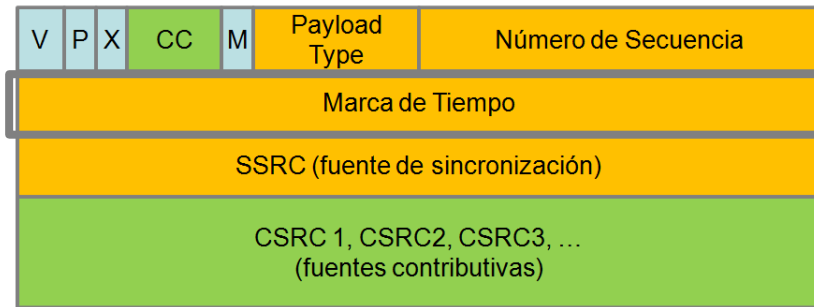 V P X CC M Payload Type Número de Secuencia
Marca de Tiempo
SSRC (fuente de sincronización)
CSRC 1, CSRC2, CSRC3, ...
(fuentes contributivas)